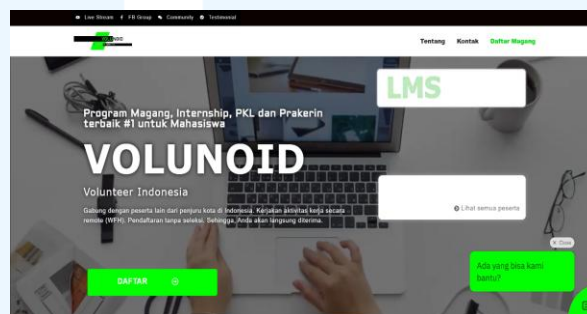 Live Stream FB Group Community Testimonial
Tentang Kontak Daftar Magang
LMS
Program Magang, Internship, PKL dan Prakerin
terbaik #1 untuk Mahasiswa
VOLUNOID
Volunteer Indonesia
Gabung dengan peserta lain dari penjuru kota di Indonesia. Kerjakan aktivitas kerja secara
remote (WFH). Pendaftaran tanpa seleksi. Sehingga, Anda akan langsung diterima.
Lihat semua peserta
Close
Ada yang bisa kami
bantu?
DAFTAR